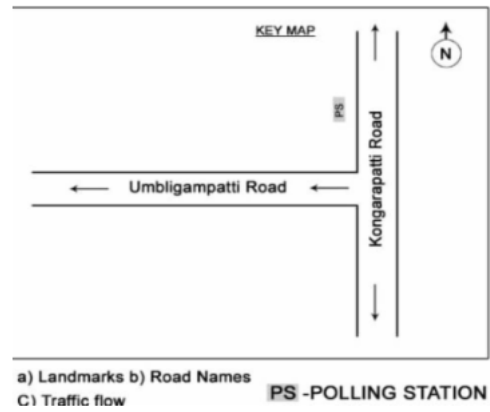 KEY MAP
N
PS
Umbligampatti Road
Kongarapatti Road
a) Landmarks b) Road Names
C) Traffic flow
PS -POLLING STATION